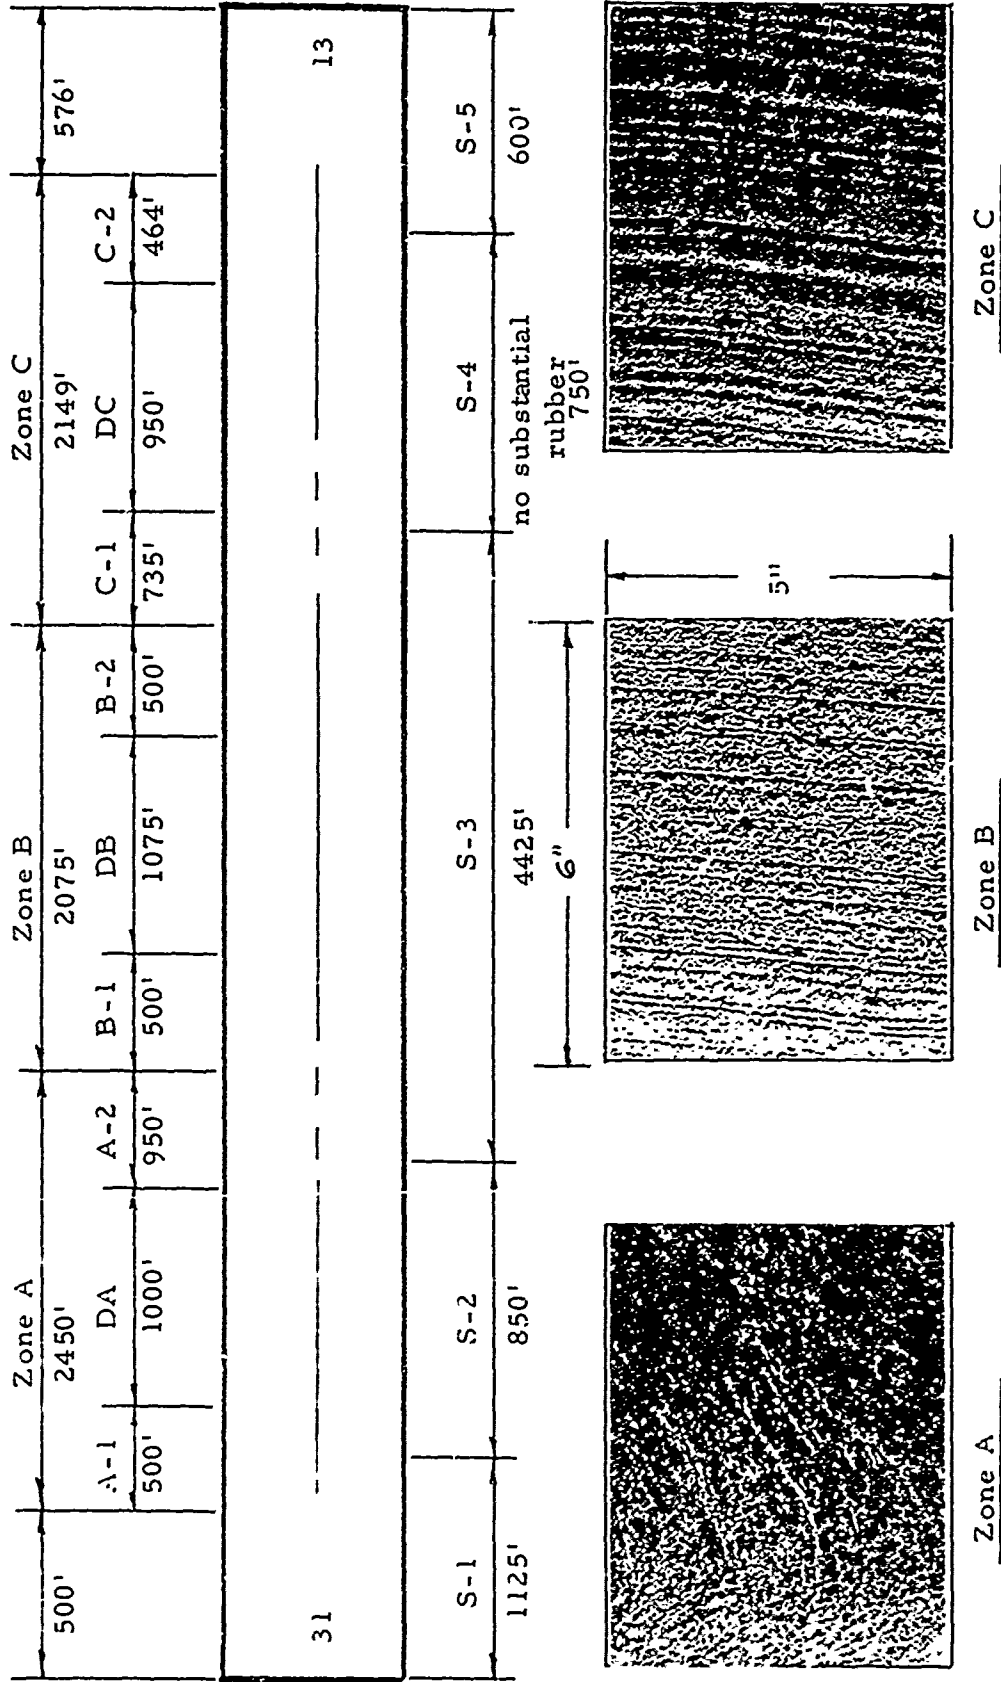 Zone A
Zone B
Zone C
500'
2450'
2075'
2149'
576'
A-1
DA
A-2
B-1
DB
B-2
C-1
DC
C-2
500'
1000'
950'
500'
1075'
500'
735'
950'
464'
31
13
S-1
S-2
S-3
S-4
S-5
1125'
850'
4425'
no substantial
rubber
750'
600'
6"
5"
Zone A
Zone B
Zone C